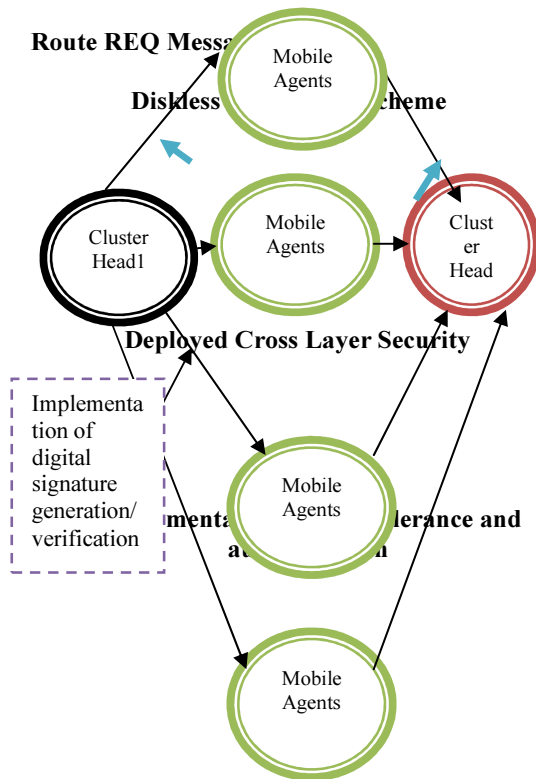 Route REQ Messa
Mobile
Agents
Diskless
cheme
Cluster
Head1
Mobile
Agents
Clust
er
Head
Deployed Cross Layer Security
Implementa
tion of
digital
signature
generation/
verification
Mobile
Agents
menta
lerance and
Mobile
Agents